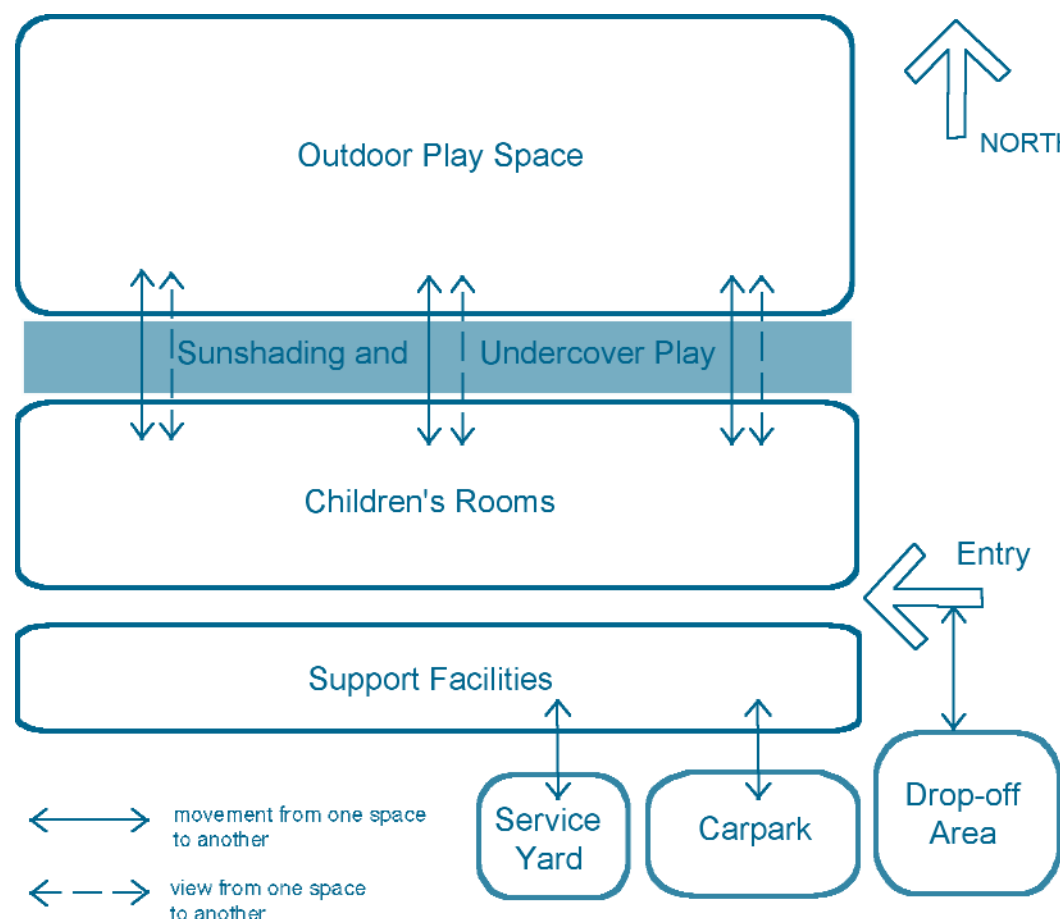 Outdoor Play Space
NORTH
Sunshading and Undercover Play
Children's Rooms
Entry
Support Facilities
Service
Yard
Carpark
Drop-off
Area
movement from one space
to another
view from one space
to another